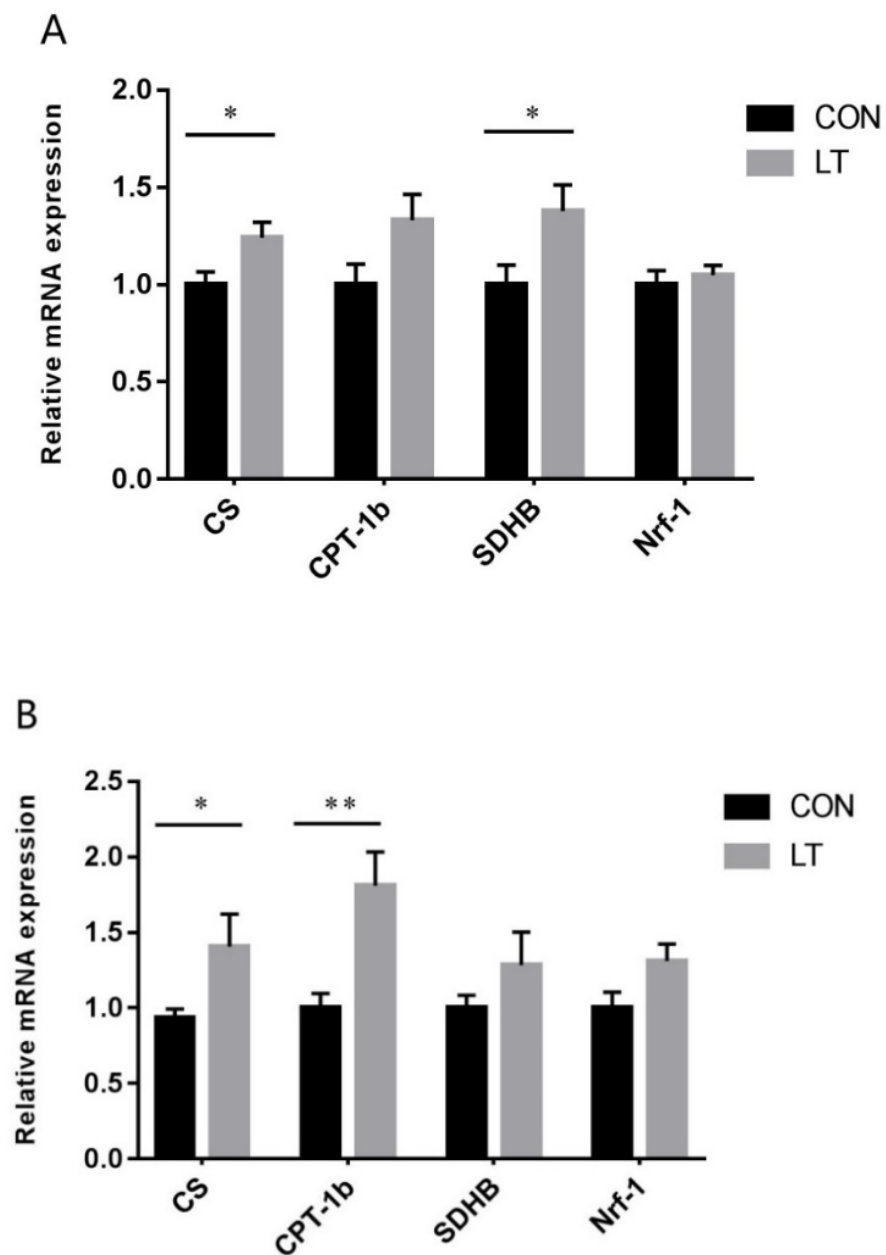 A
Relative mRNA expression
2.0
1.5
1.0
0.5
0.0
*
*
CON
LT
CS
CPT-1b
SDHB
Nrf-1
B
Relative mRNA expression
2.5
2.0
1.5
1.0
0.5
0.0
*
**
CON
LT
CS
CPT-1b
SDHB
Nrf-1